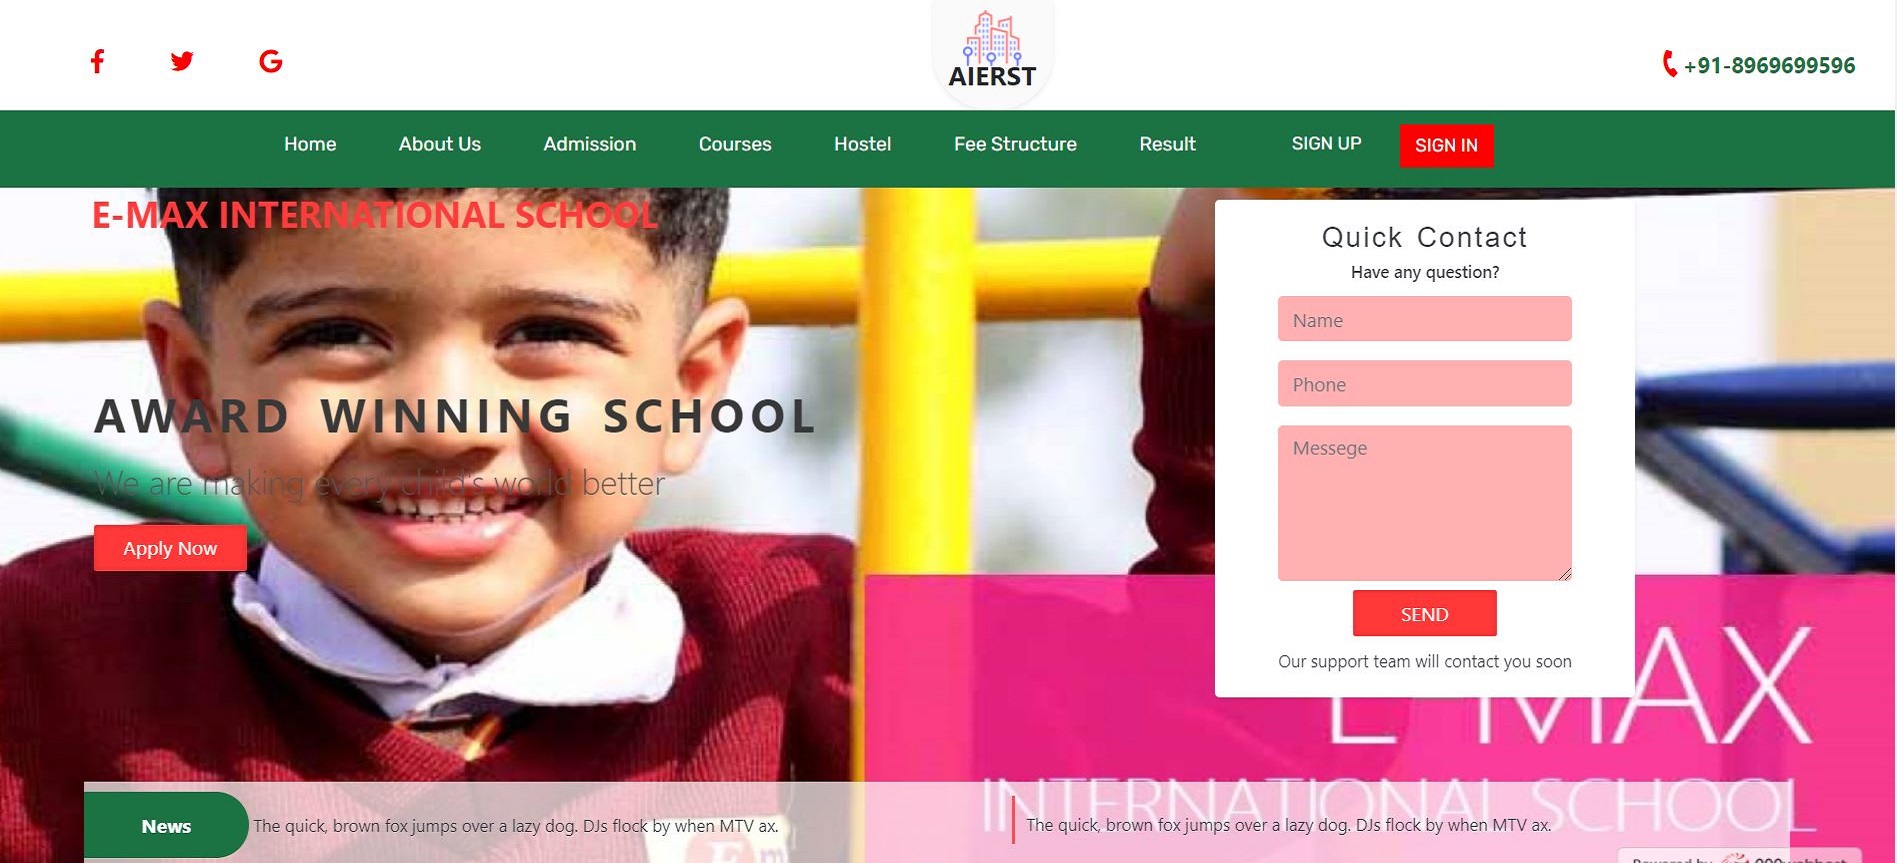 AIERST
+91-8969699596
Home About Us Admission Courses Hostel Fee Structure Result SIGN UP SIGN IN
E-MAX INTERNATIONAL SCHOOL
Quick Contact
Have any question?
Name
Phone
AWARD WINNING SCHOOL
Messege
We are making every child's world better
Apply Now
SEND
Our support team will contact you soon
E MAX
INTERNATIONAL SCHOOL
News The quick, brown fox jumps over a lazy dog. DJs flock by when MTV ax. The quick, brown fox jumps over a lazy dog. DJs flock by when MTV ax.
Powered by 000webhost